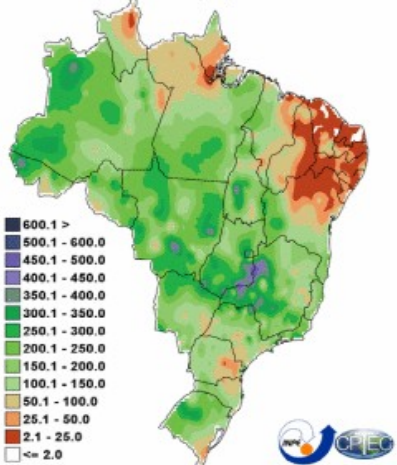 600.1 >
500.1 - 600.0
450.1 - 500.0
400.1 - 450.0
350.1 - 400.0
300.1 - 350.0
250.1 - 300.0
200.1 - 250.0
150.1 - 200.0
100.1 - 150.0
50.1 - 100.0
25.1 - 50.0
2.1 - 25.0
<= 2.0
INPE
CPTEC